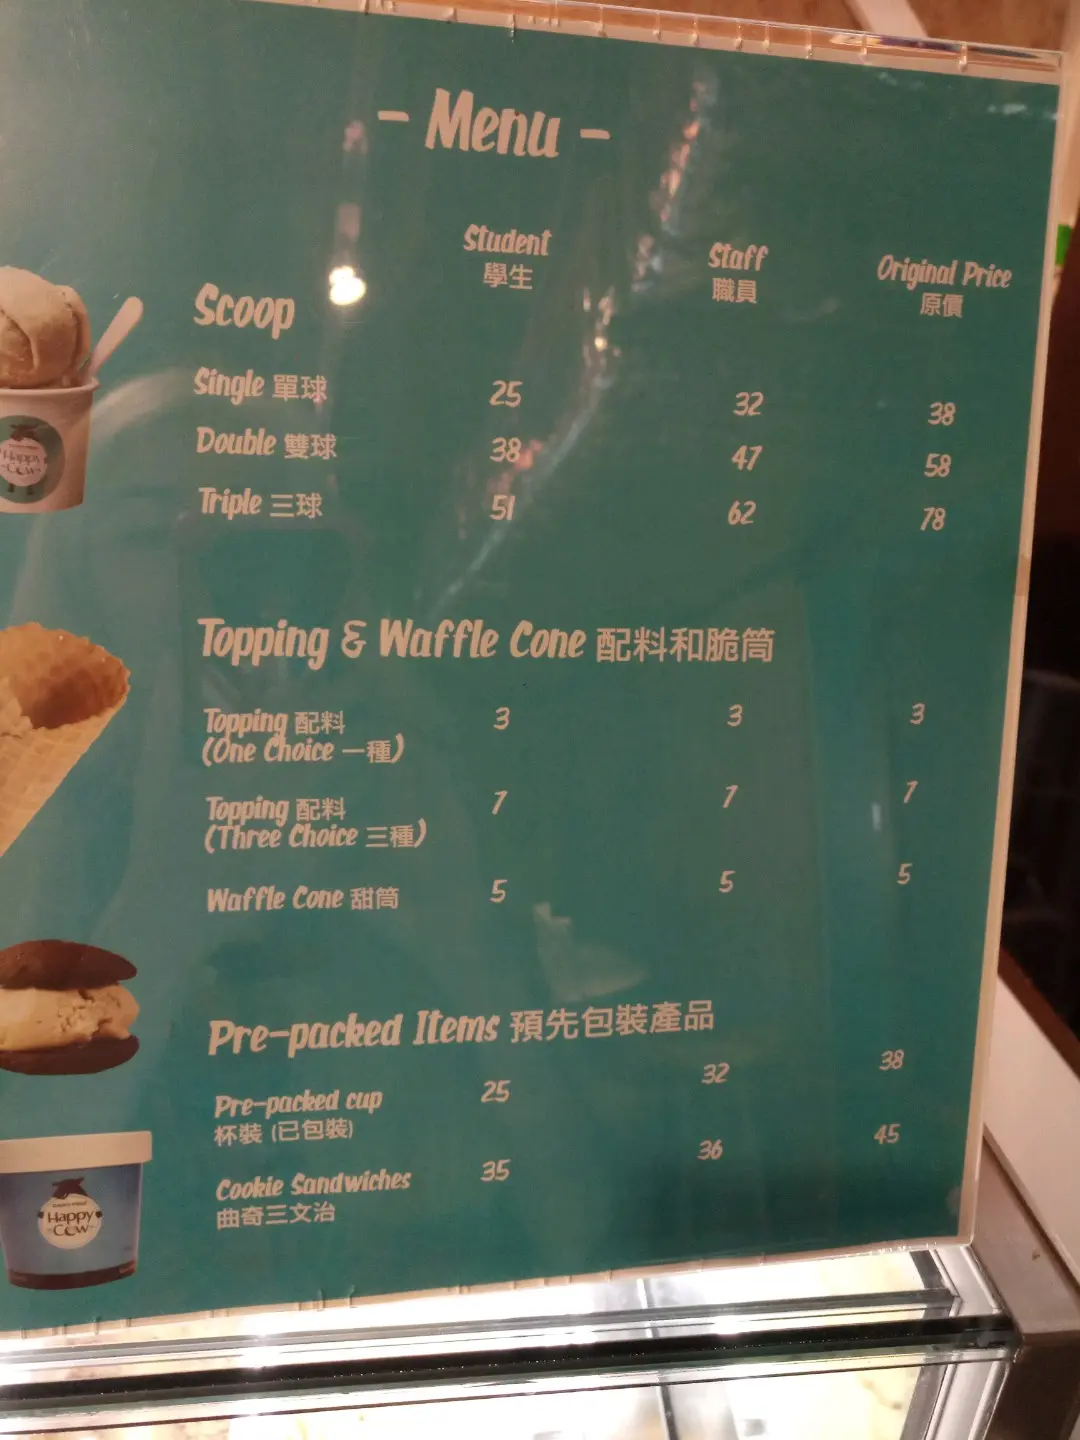 - Menu -
Student Staff Original Price
學生 職員 原價
Scoop
Single 單球 25 32 38
Double 雙球 38 47 58
Triple 三球 51 62 78
Topping & Waffle Cone 配料和脆筒
Topping 配料 3 3 3
(One Choice 一種)
Topping 配料 7 7 7
(Three Choice 三種)
Waffle Cone 甜筒 5 5 5
Pre-packed Items 預先包裝產品
Pre-packed cup 25 32 38
杯裝 (已包裝)
Cookie Sandwiches 35 36 45
曲奇三文治
Happy
Cow
Happy
Cow